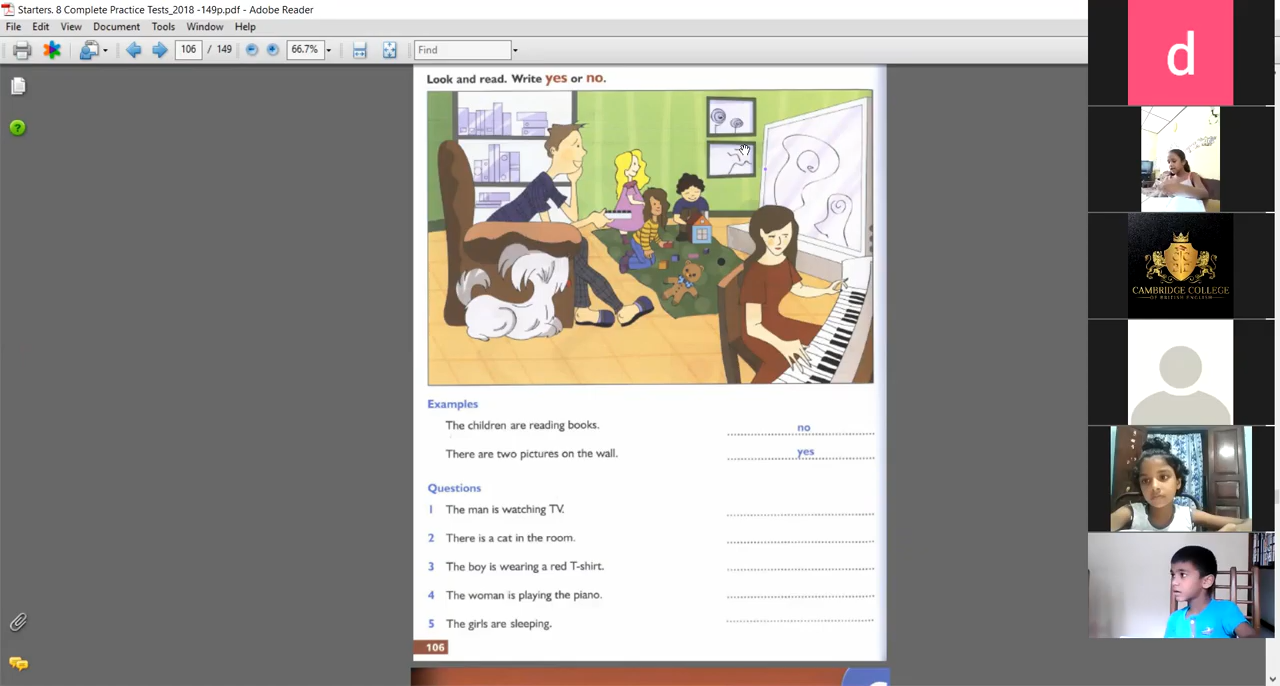 Starters. 8 Complete Practice Tests_2018 -149p.pdf - Adobe Reader
File Edit View Document Tools Window Help
106 / 149 66.7% Find
Look and read. Write yes or no.
Examples
The children are reading books. no
There are two pictures on the wall. yes
Questions
1 The man is watching TV.
2 There is a cat in the room.
3 The boy is wearing a red T-shirt.
4 The woman is playing the piano.
5 The girls are sleeping.
106
d
CAMBRIDGE COLLEGE
OF BRITISH ENGLISH